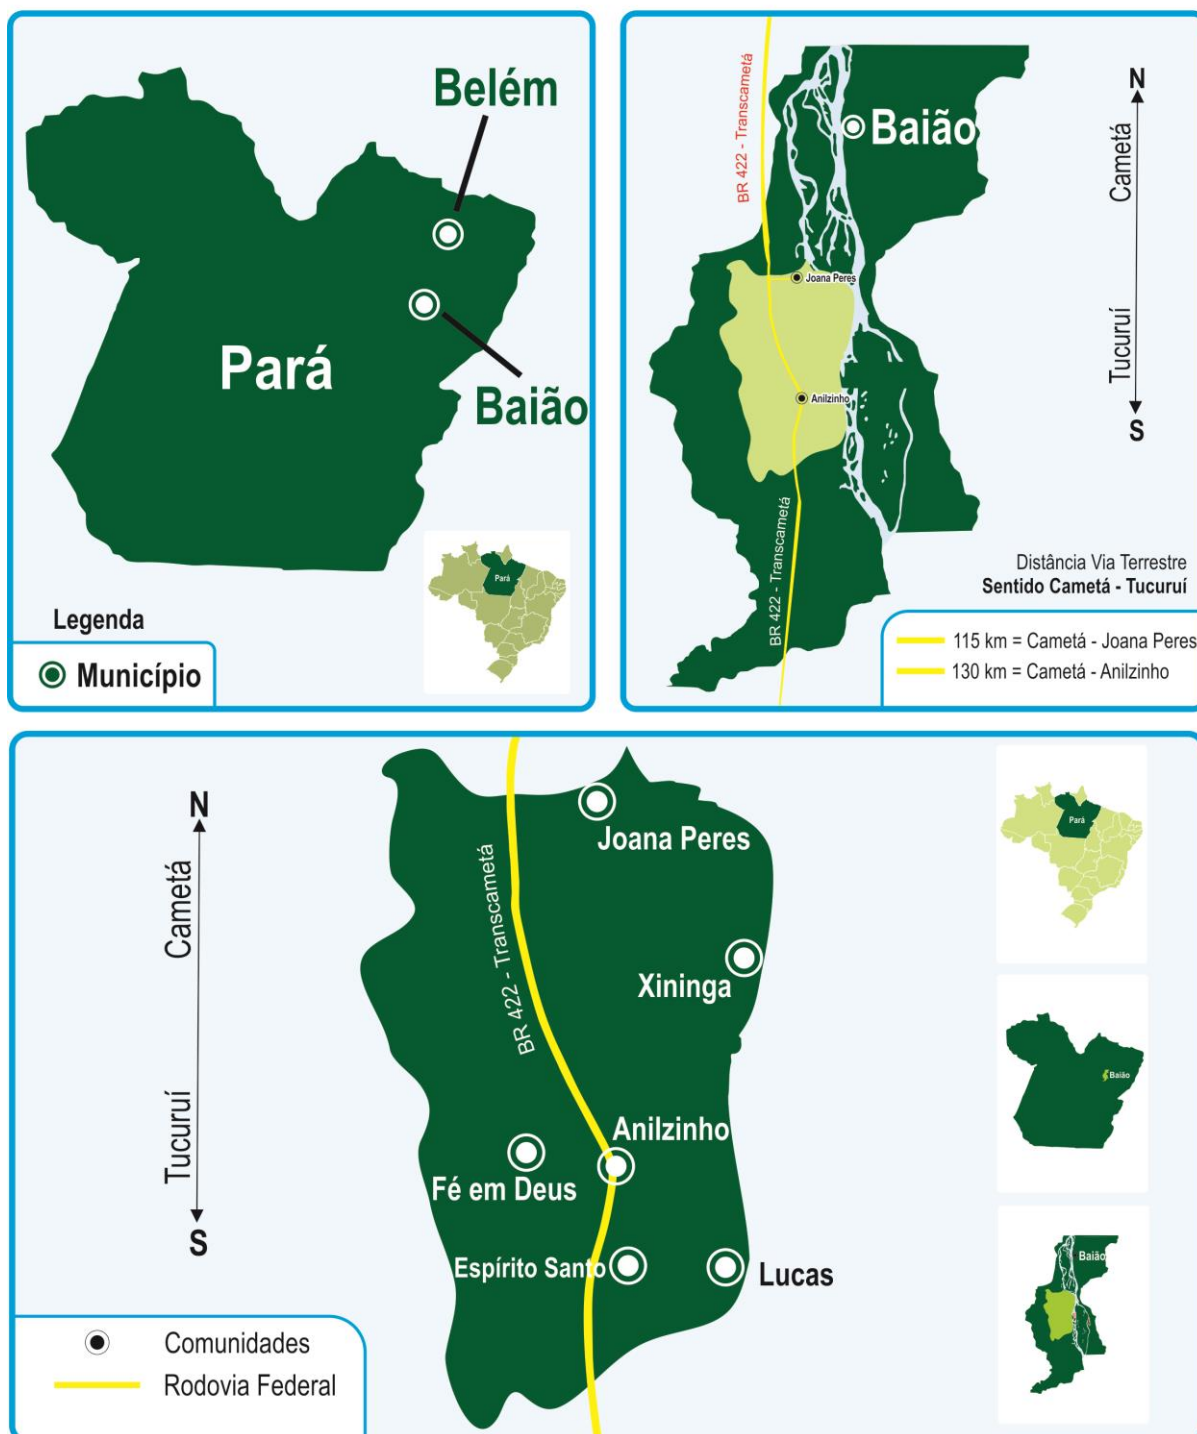 Belém
Pará
Baião
Pará
Legenda
Município
BR 422 - Transcametá
Baião
Joana Peres
Anilzinho
BR 422 - Transcametá
N
Cametá
Tucuruí
S
Distância Via Terrestre
Sentido Cametá - Tucuruí
115 km = Cametá - Joana Peres
130 km = Cametá - Anilzinho
N
Cametá
Tucuruí
S
Joana Peres
BR 422 - Transcametá
Xininga
Anilzinho
Fé em Deus
Espírito Santo
Lucas
Comunidades
Rodovia Federal
Pará
Baião
Baião